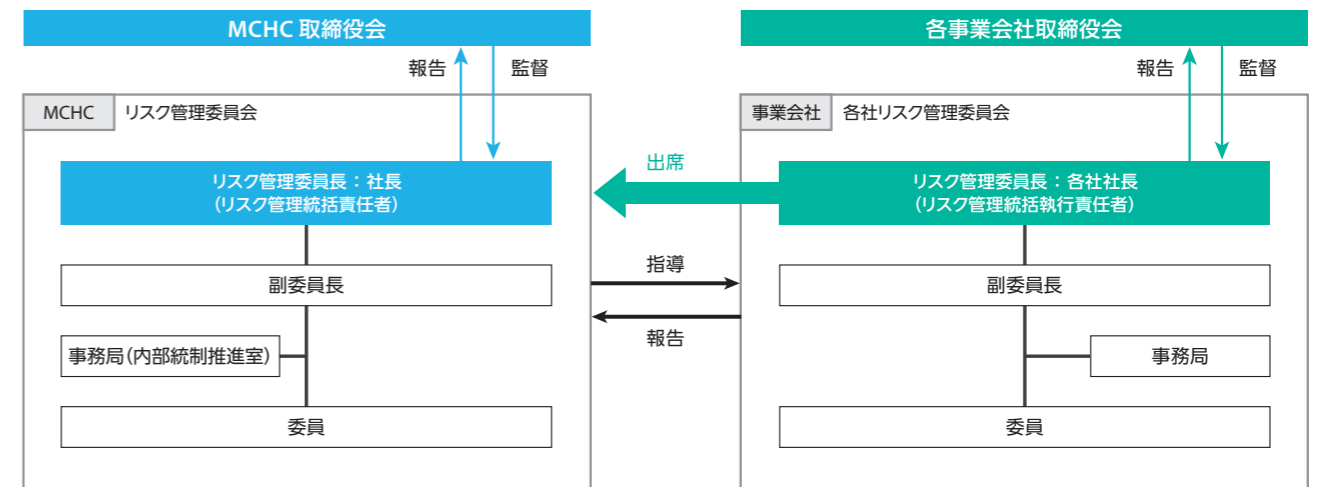 MCHC 取締役会
報告
監督
MCHC
リスク管理委員会
リスク管理委員長：社長
（リスク管理統括責任者）
副委員長
事務局（内部統制推進室）
委員
出席
指導
報告
各事業会社取締役会
報告
監督
事業会社
各社リスク管理委員会
リスク管理委員長：各社社長
（リスク管理統括執行責任者）
副委員長
事務局
委員